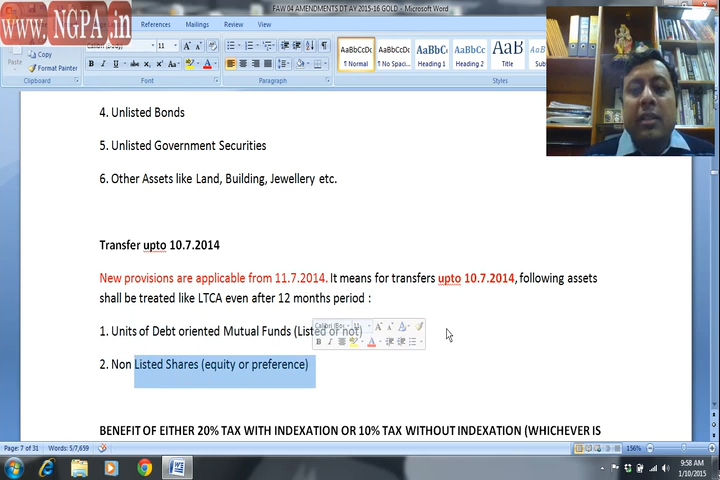 FAW 04 AMENDMENTS DT AY 2015-16 GOLD - Microsoft Word
www.NGPA.in
References Mailings Review View
Copy
Paste
Format Painter
11
AaBbCcDc AaBbCcDc AaBbC AaBbCc AaB
¶ Normal ¶ No Spaci... Heading 1 Heading 2 Title
Clipboard Font Paragraph Styles
4. Unlisted Bonds
5. Unlisted Government Securities
6. Other Assets like Land, Building, Jewellery etc.
Transfer upto 10.7.2014
New provisions are applicable from 11.7.2014. It means for transfers upto 10.7.2014, following assets
shall be treated like LTCA even after 12 months period :
1. Units of Debt oriented Mutual Funds (Listed or not)
2. Non Listed Shares (equity or preference)
BENEFIT OF EITHER 20% TAX WITH INDEXATION OR 10% TAX WITHOUT INDEXATION (WHICHEVER IS
Page: 7 of 31 Words: 5/7,659 156%
9:58 AM
1/10/2015